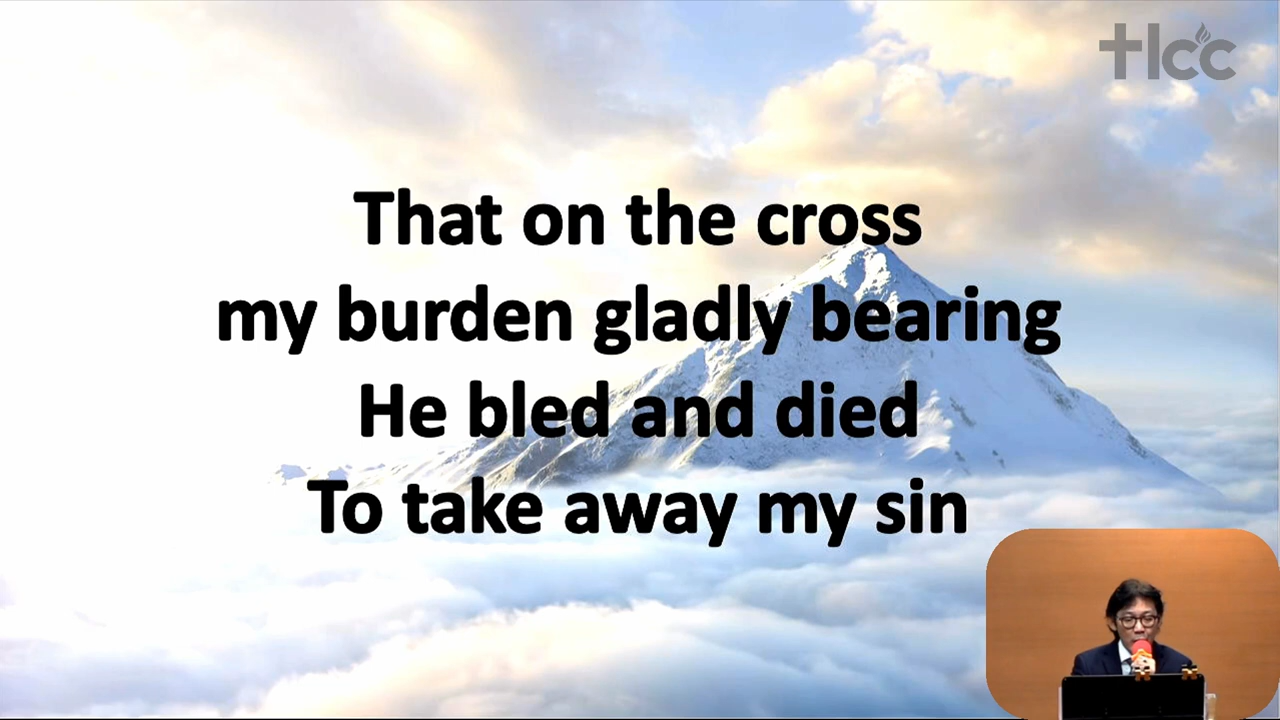 tlcc
That on the cross
my burden gladly bearing
He bled and died
To take away my sin